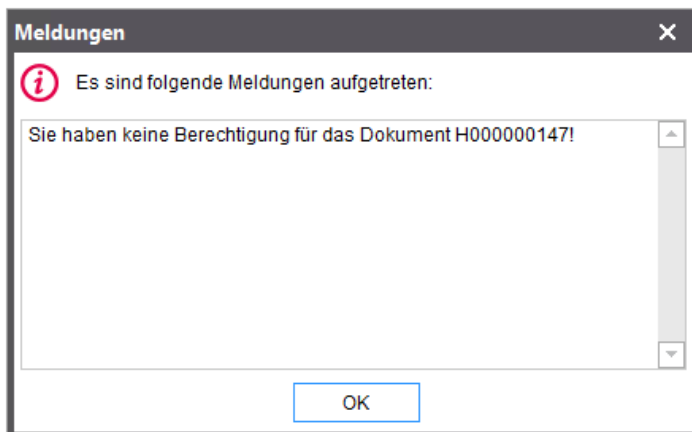 Meldungen
Es sind folgende Meldungen aufgetreten:
Sie haben keine Berechtigung für das Dokument H000000147!
OK